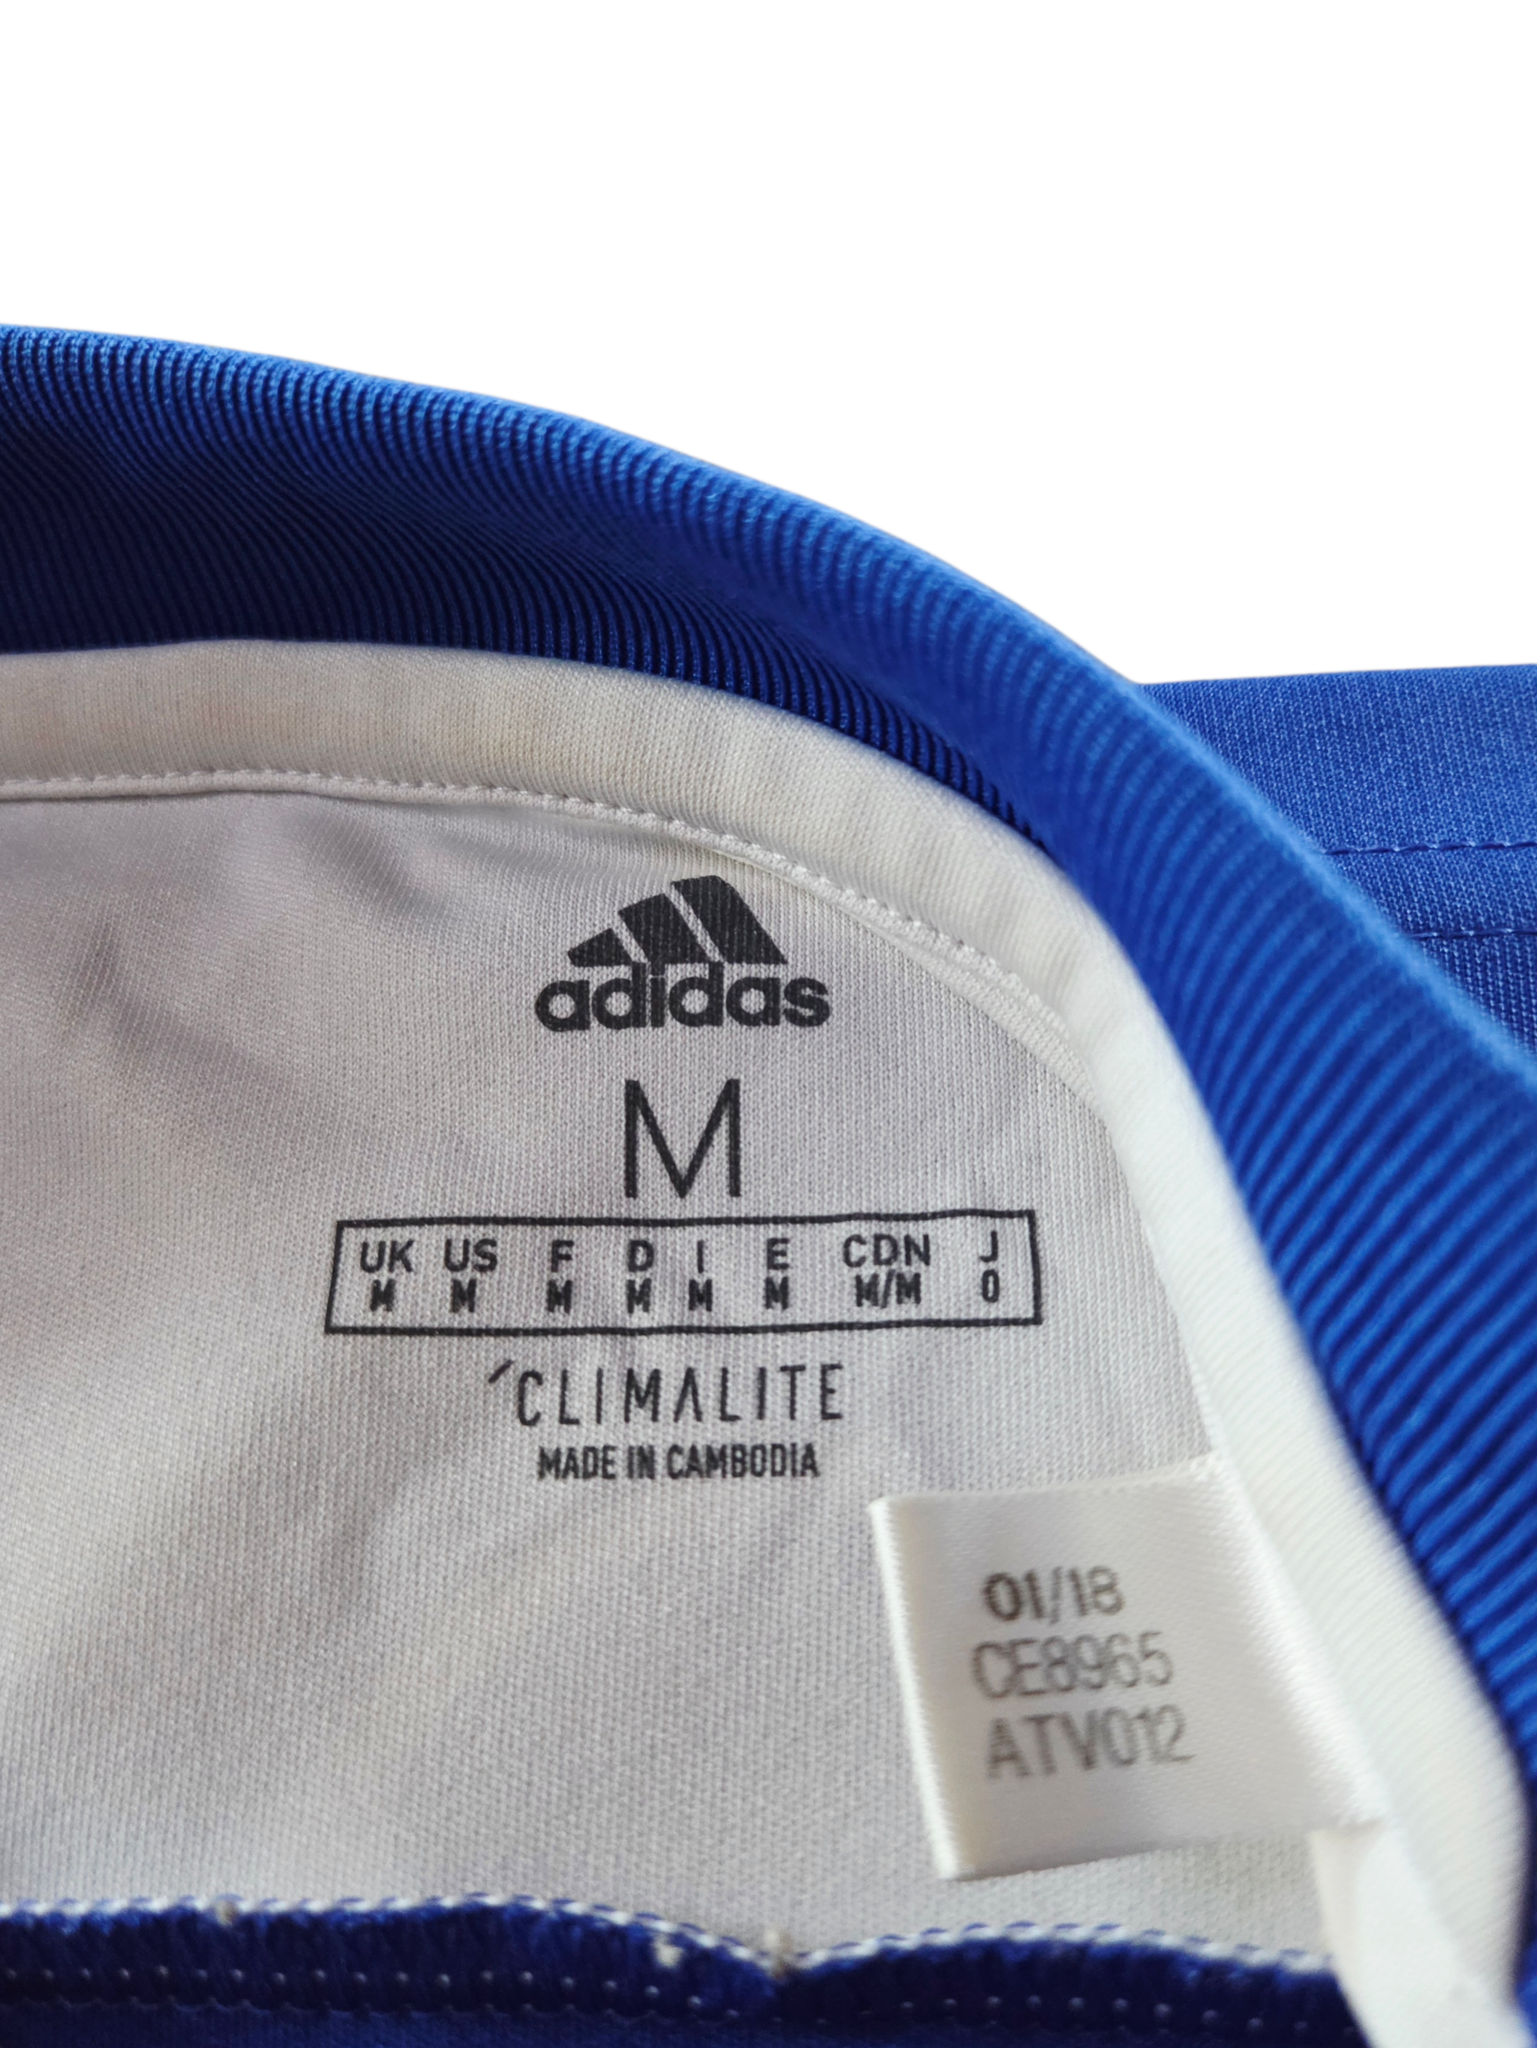 adidas
M
UK US F D I E CDN J
M M M M M M M/M O
CLIMALITE
MADE IN CAMBODIA
01/18
CE8965
ATV012